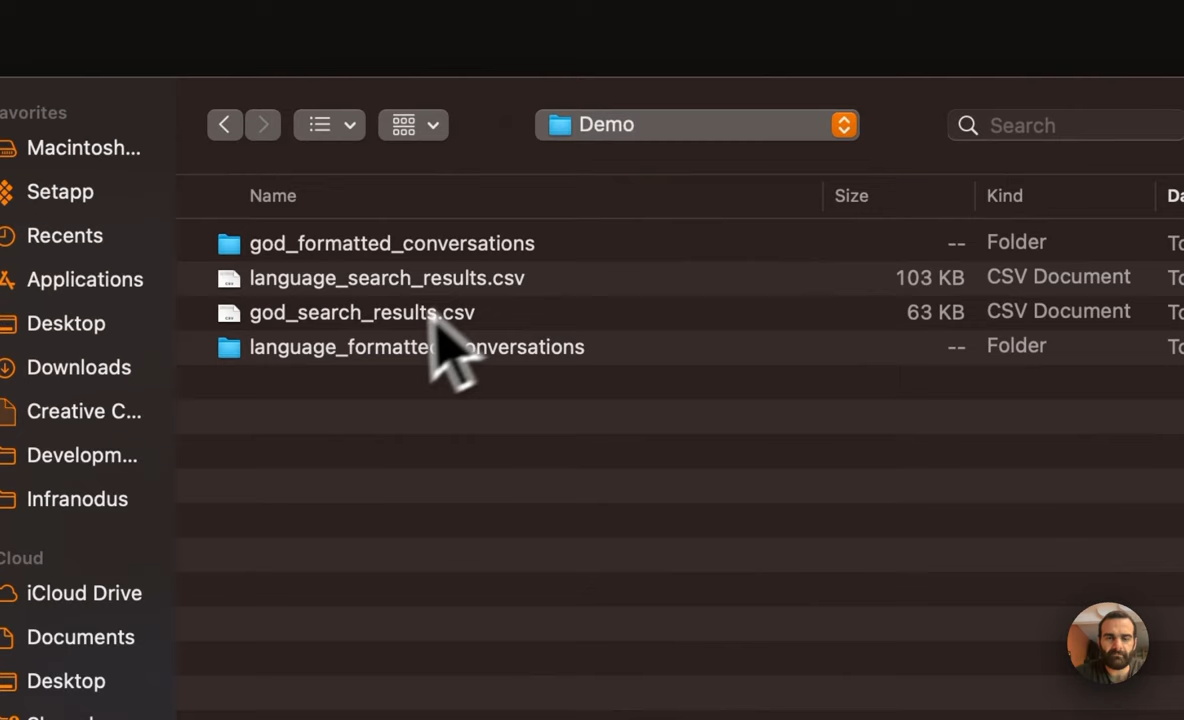 avorites
Macintosh...
Setapp
Recents
Applications
Desktop
Downloads
Creative C...
Developm...
Infranodus
Cloud
iCloud Drive
Documents
Desktop
Demo
Search
Name Size Kind Da
god_formatted_conversations -- Folder To
language_search_results.csv 103 KB CSV Document To
god_search_results.csv 63 KB CSV Document To
language_formatte onversations -- Folder To